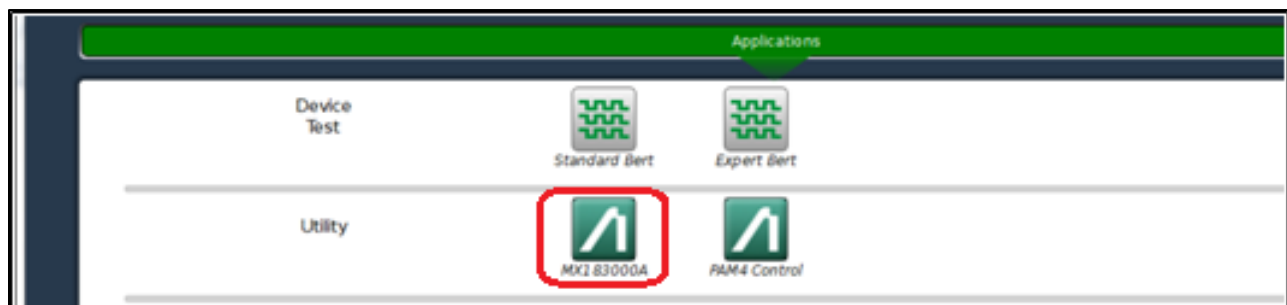 Applications
Device
Test
Standard Bert
Expert Bert
Utility
MX183000A
PAM4 Control